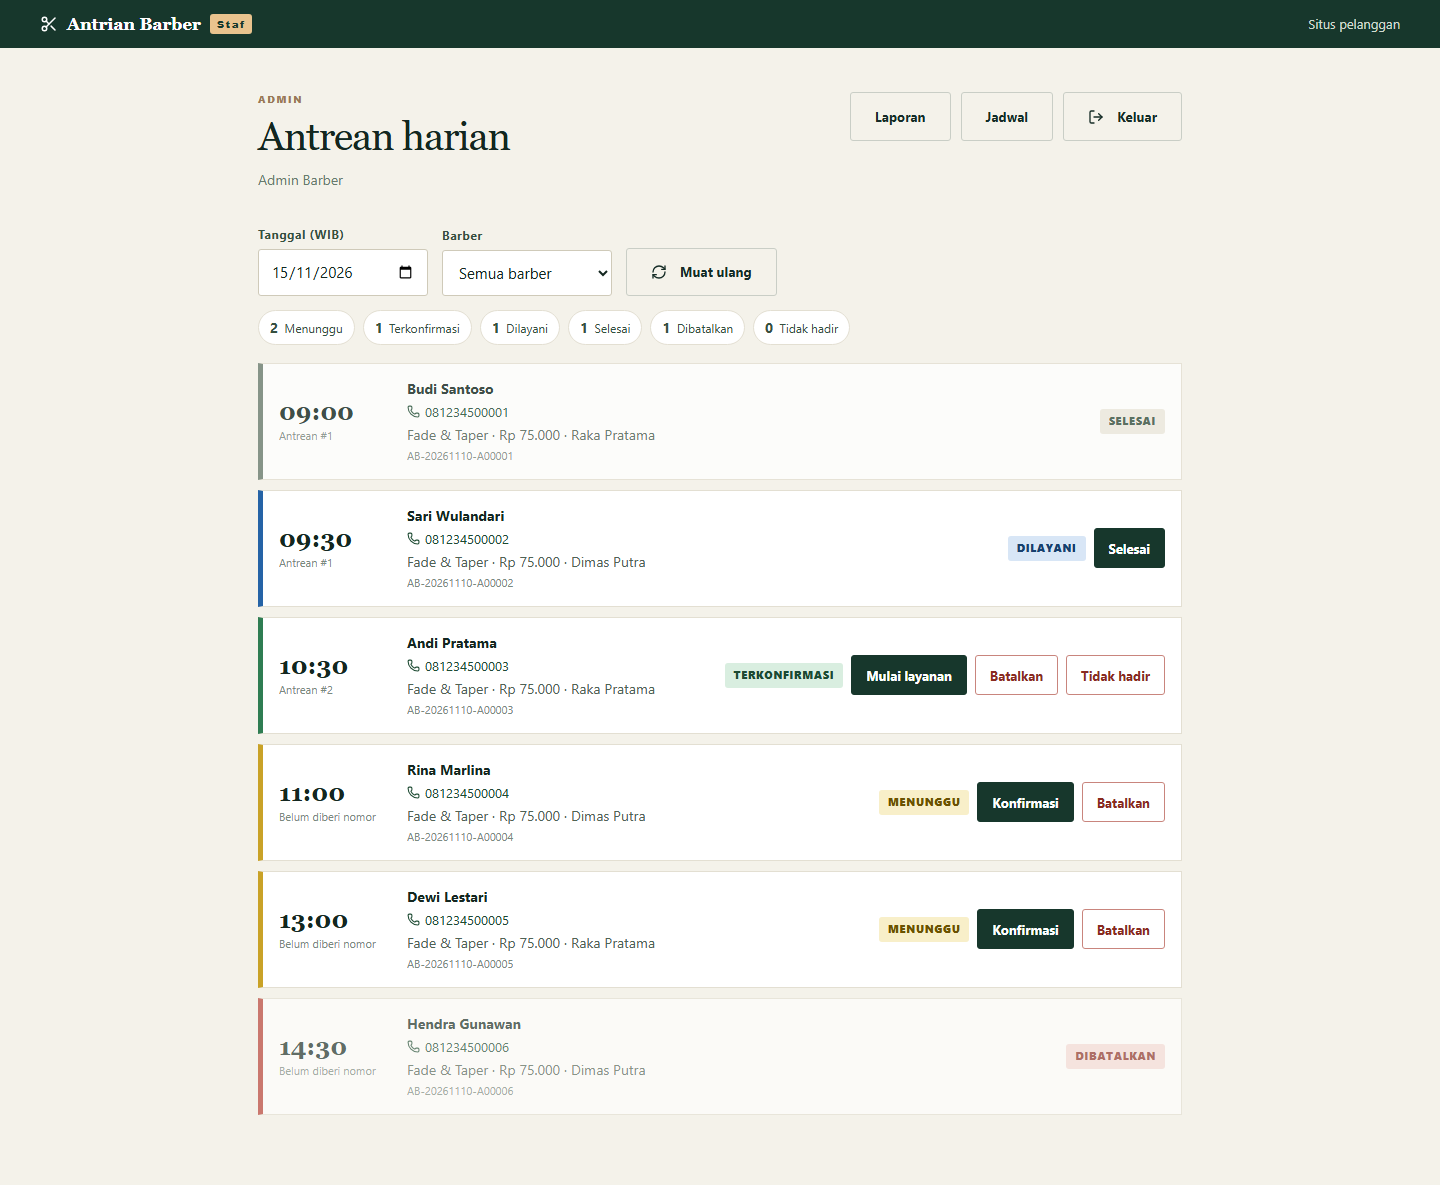 Antrian Barber Staf Situs pelanggan
ADMIN
Antrean harian
Admin Barber
Laporan Jadwal Keluar
Tanggal (WIB) Barber
15/11/2026 Semua barber Muat ulang
2 Menunggu 1 Terkonfirmasi 1 Dilayani 1 Selesai 1 Dibatalkan 0 Tidak hadir
09:00
Antrean #1
Budi Santoso
081234500001
Fade & Taper · Rp 75.000 · Raka Pratama
AB-20261110-A00001
SELESAI
09:30
Antrean #1
Sari Wulandari
081234500002
Fade & Taper · Rp 75.000 · Dimas Putra
AB-20261110-A00002
DILAYANI Selesai
10:30
Antrean #2
Andi Pratama
081234500003
Fade & Taper · Rp 75.000 · Raka Pratama
AB-20261110-A00003
TERKONFIRMASI Mulai layanan Batalkan Tidak hadir
11:00
Belum diberi nomor
Rina Marlina
081234500004
Fade & Taper · Rp 75.000 · Dimas Putra
AB-20261110-A00004
MENUNGGU Konfirmasi Batalkan
13:00
Belum diberi nomor
Dewi Lestari
081234500005
Fade & Taper · Rp 75.000 · Raka Pratama
AB-20261110-A00005
MENUNGGU Konfirmasi Batalkan
14:30
Belum diberi nomor
Hendra Gunawan
081234500006
Fade & Taper · Rp 75.000 · Dimas Putra
AB-20261110-A00006
DIBATALKAN